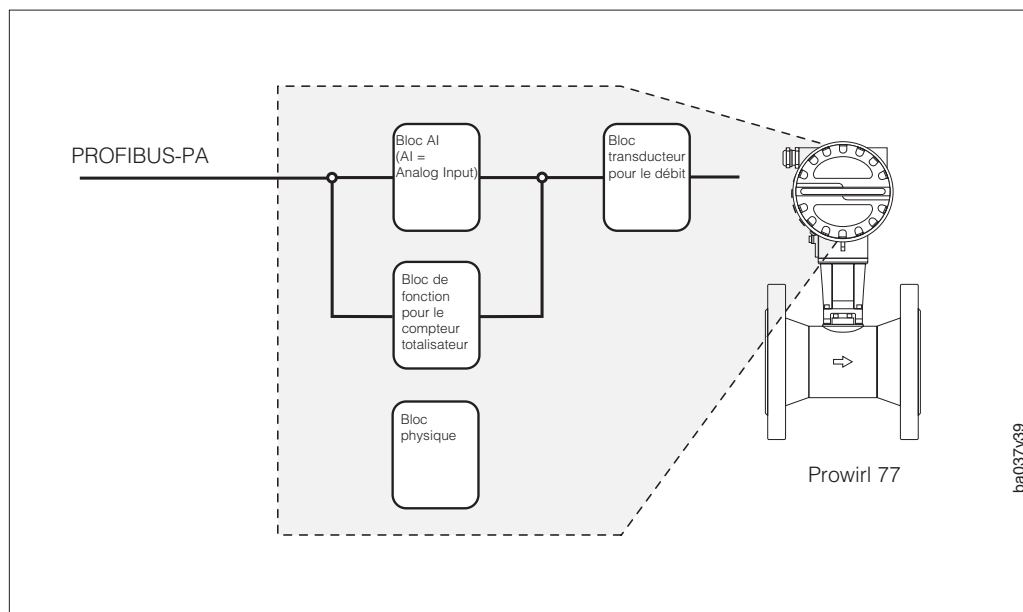 PROFIBUS-PA
Bloc AI
(AI =
Analog Input)
Bloc
transducteur
pour le débit
Bloc de
fonction
pour le
compteur
totalisateur
Bloc
physique
Prowirl 77
ba037y39